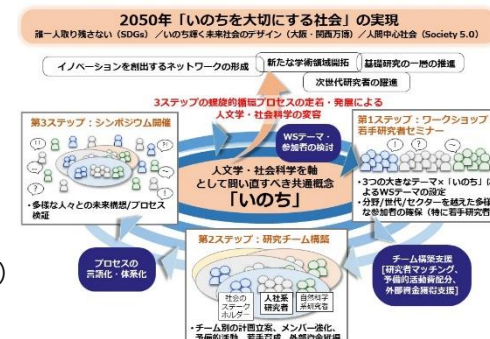 2050年「いのちを大切にする社会」の実現
誰一人取り残さない(SDGs)／いのち輝く未来社会のデザイン(大阪・関西万博)／人間中心社会(Society 5.0)
イノベーションを創出するネットワークの形成
新たな学術領域開拓
基礎研究の一層の推進
次世代研究者の躍進
3ステップの螺旋的循環プロセスの定着・発展による
人文学・社会科学の変容
第3ステップ：シンポジウム開催
・多様な人々との未来構想/プロセス
検証
WSテーマ・
参加者の検討
第1ステップ：ワークショップ
若手研究者セミナー
・3つの大きなテーマ×「いのち」に
よるWSテーマの設定
・分野/世代/セクターを越えた多様
な参加者の確保(特に若手研究者
人文学・社会科学を軸
として問い直すべき共通概念
「いのち」
プロセスの
言語化・体系化
第2ステップ：研究チーム構築
社会の
ステーク
ホルダー
人社系
研究者
自然科学
系研究者
・チーム別の計画立案、メンバー強化、
予備的活動、若手育成、外部資金獲得
チーム構築支援
[研究者マッチング、
予備的活動費配分、
外部資金獲得支援]
)